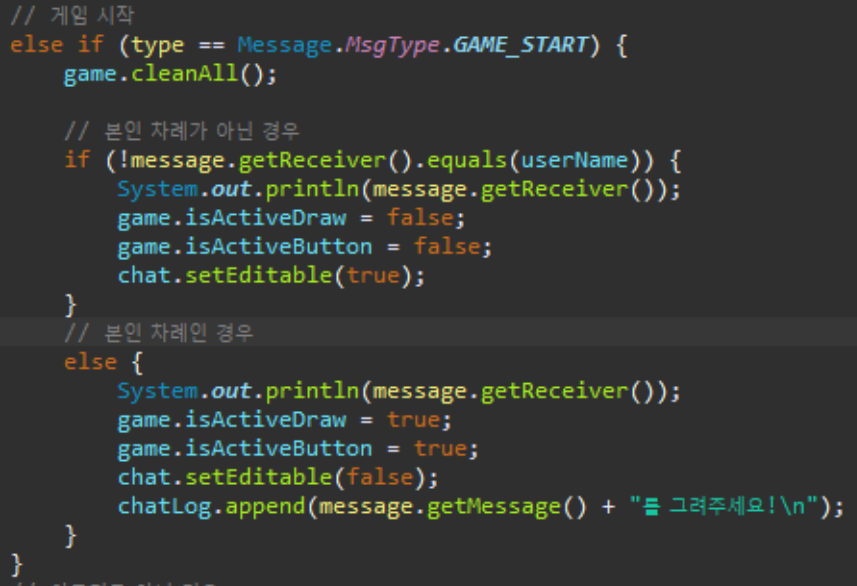 // 게임 시작
else if (type == Message.MsgType.GAME_START) {
    game.cleanAll();

    // 본인 차례가 아닌 경우
    if (!message.getReceiver().equals(userName)) {
        System.out.println(message.getReceiver());
        game.isActiveDraw = false;
        game.isActiveButton = false;
        chat.setEditable(true);
    }
    // 본인 차례인 경우
    else {
        System.out.println(message.getReceiver());
        game.isActiveDraw = true;
        game.isActiveButton = true;
        chat.setEditable(false);
        chatLog.append(message.getMessage() + "를 그려주세요!\n");
    }
}